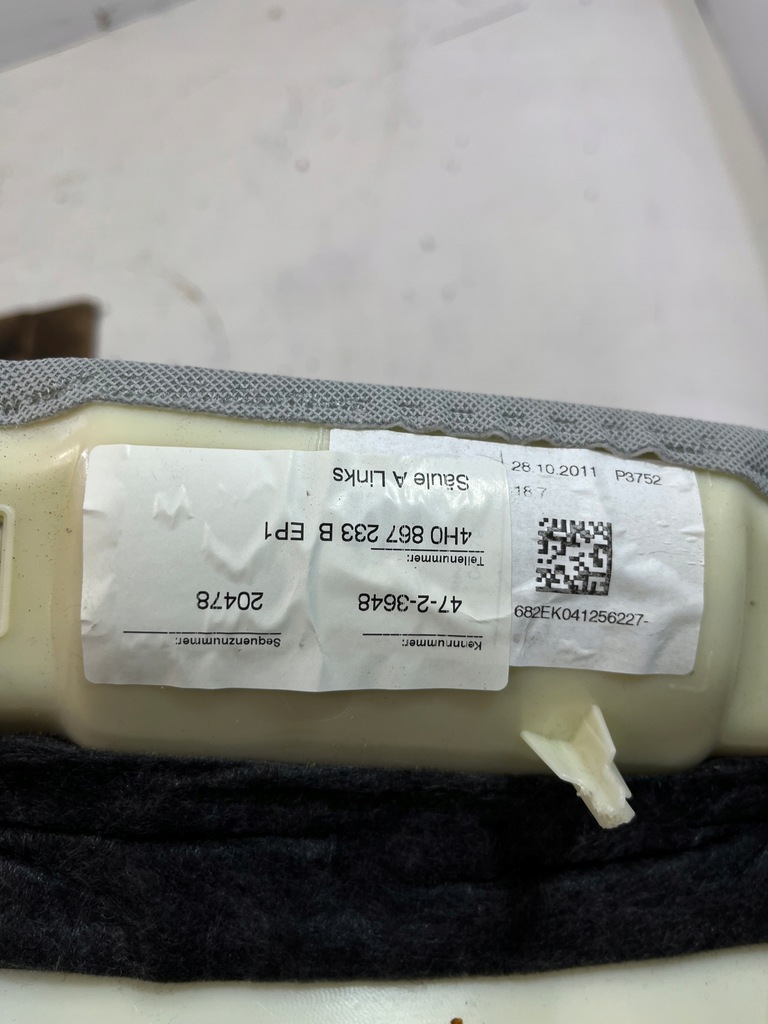 Kennnummer: Sequenznummer:
47-2-3648 20478
Teilenummer:
4H0 867 233 B EP1
Säule A Links
28.10.2011 P3752
18.7
682EK041256227-